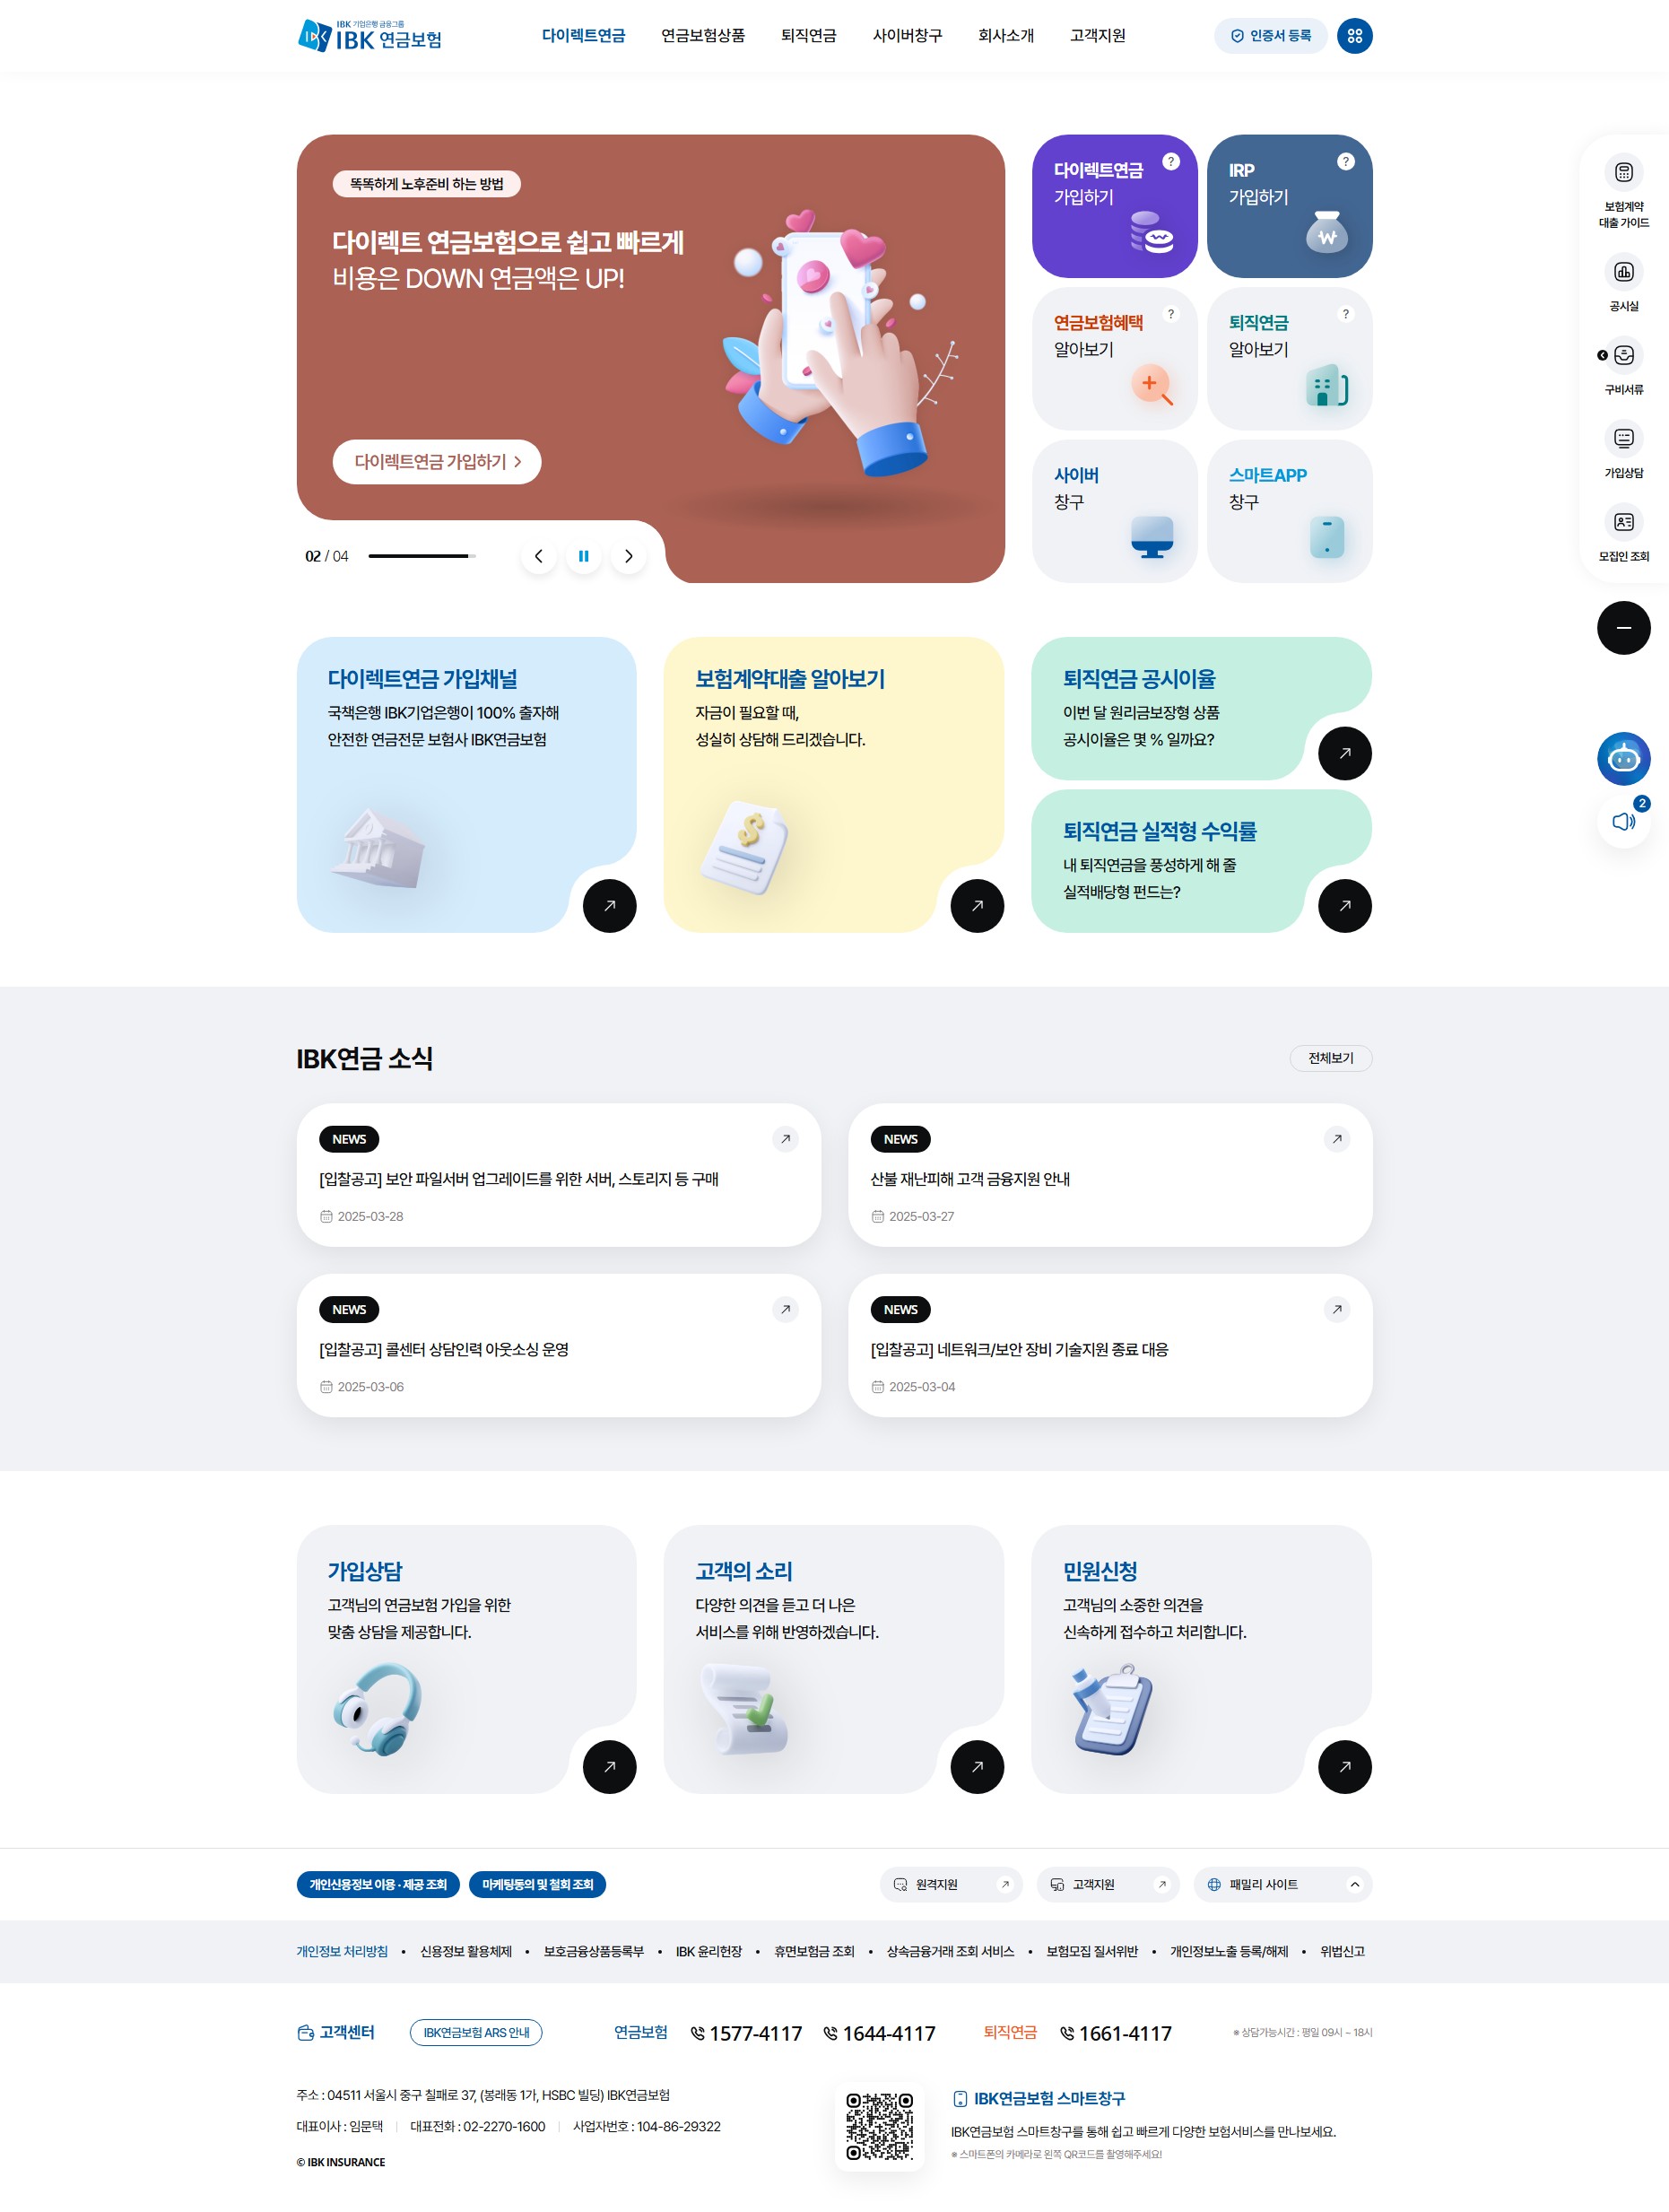 IBK 기업은행 금융그룹
IBK 연금보험
다이렉트연금
연금보험상품
퇴직연금
사이버창구
회사소개
고객지원
인증서 등록
똑똑하게 노후준비 하는 방법
다이렉트 연금보험으로 쉽고 빠르게
비용은 DOWN 연금액은 UP!
다이렉트연금 가입하기
02 / 04
다이렉트연금
가입하기
?
IRP
가입하기
?
연금보험혜택
알아보기
?
퇴직연금
알아보기
?
사이버
창구
스마트APP
창구
보험계약
대출 가이드
공시실
구비서류
가입상담
모집인 조회
2
다이렉트연금 가입채널
국책은행 IBK기업은행이 100% 출자해
안전한 연금전문 보험사 IBK연금보험
보험계약대출 알아보기
자금이 필요할 때,
성실히 상담해 드리겠습니다.
퇴직연금 공시이율
이번 달 원리금보장형 상품
공시이율은 몇 % 일까요?
퇴직연금 실적형 수익률
내 퇴직연금을 풍성하게 해 줄
실적배당형 펀드는?
IBK연금 소식
전체보기
NEWS
[입찰공고] 보안 파일서버 업그레이드를 위한 서버, 스토리지 등 구매
2025-03-28
NEWS
산불 재난피해 고객 금융지원 안내
2025-03-27
NEWS
[입찰공고] 콜센터 상담인력 아웃소싱 운영
2025-03-06
NEWS
[입찰공고] 네트워크/보안 장비 기술지원 종료 대응
2025-03-04
가입상담
고객님의 연금보험 가입을 위한
맞춤 상담을 제공합니다.
고객의 소리
다양한 의견을 듣고 더 나은
서비스를 위해 반영하겠습니다.
민원신청
고객님의 소중한 의견을
신속하게 접수하고 처리합니다.
개인신용정보 이용 · 제공 조회
마케팅동의 및 철회 조회
원격지원
고객지원
패밀리 사이트
개인정보 처리방침 • 신용정보 활용체제 • 보호금융상품등록부 • IBK 윤리헌장 • 휴면보험금 조회 • 상속금융거래 조회 서비스 • 보험모집 질서위반 • 개인정보노출 등록/해제 • 위법신고
고객센터
IBK연금보험 ARS 안내
연금보험 1577-4117 1644-4117
퇴직연금 1661-4117
※ 상담가능시간 : 평일 09시 ~ 18시
주소 : 04511 서울시 중구 칠패로 37, (봉래동 1가, HSBC 빌딩) IBK연금보험
대표이사 : 임문택 | 대표전화 : 02-2270-1600 | 사업자번호 : 104-86-29322
© IBK INSURANCE
IBK연금보험 스마트창구
IBK연금보험 스마트창구를 통해 쉽고 빠르게 다양한 보험서비스를 만나보세요.
※ 스마트폰의 카메라로 왼쪽 QR코드를 촬영해주세요!